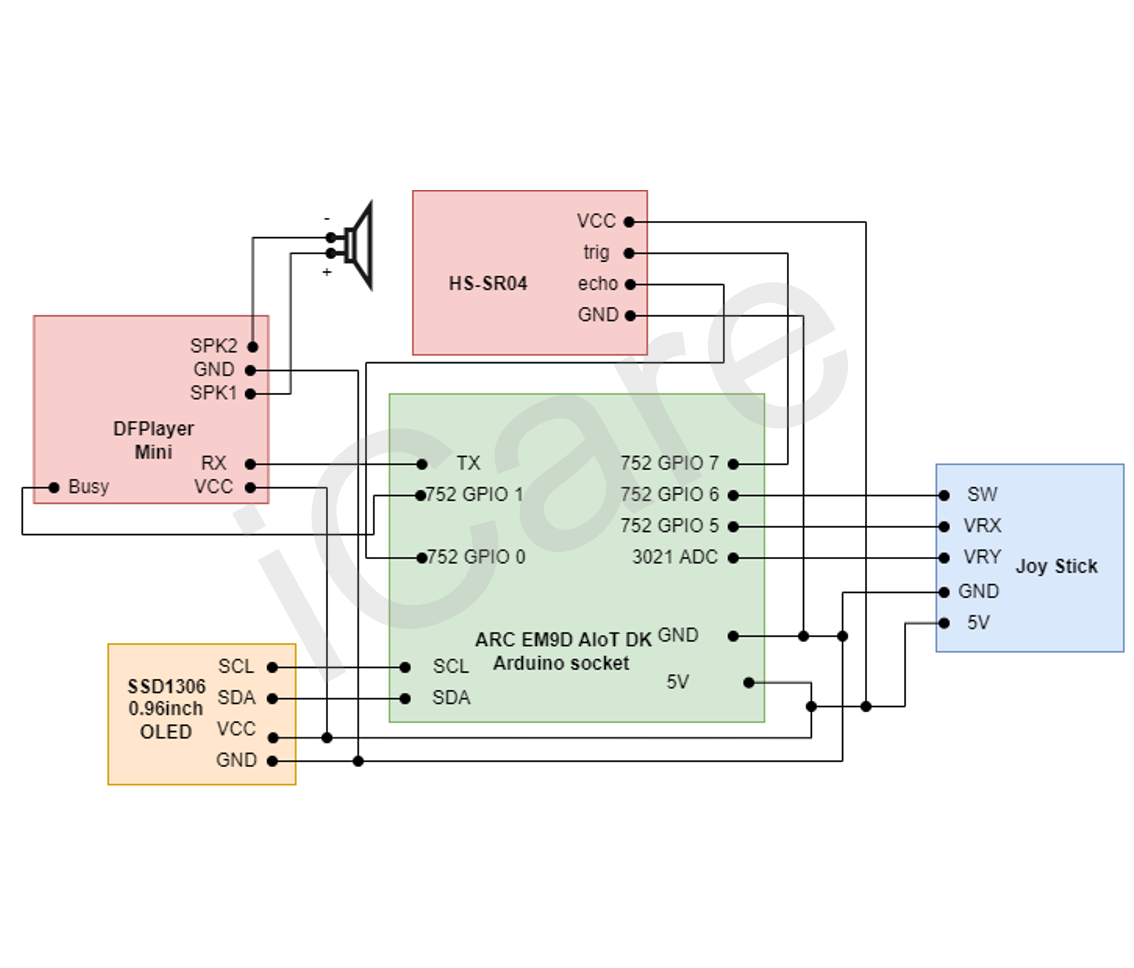 -
+
VCC
trig
HS-SR04
echo
GND
SPK2
GND
SPK1
DFPlayer
Mini
RX
VCC
Busy
TX
752 GPIO 1
752 GPIO 0
752 GPIO 7
752 GPIO 6
752 GPIO 5
3021 ADC
ARC EM9D AIoT DK
Arduino socket
GND
5V
SCL
SDA
SW
VRX
VRY
Joy Stick
GND
5V
SSD1306
0.96inch
OLED
SCL
SDA
VCC
GND
iCare